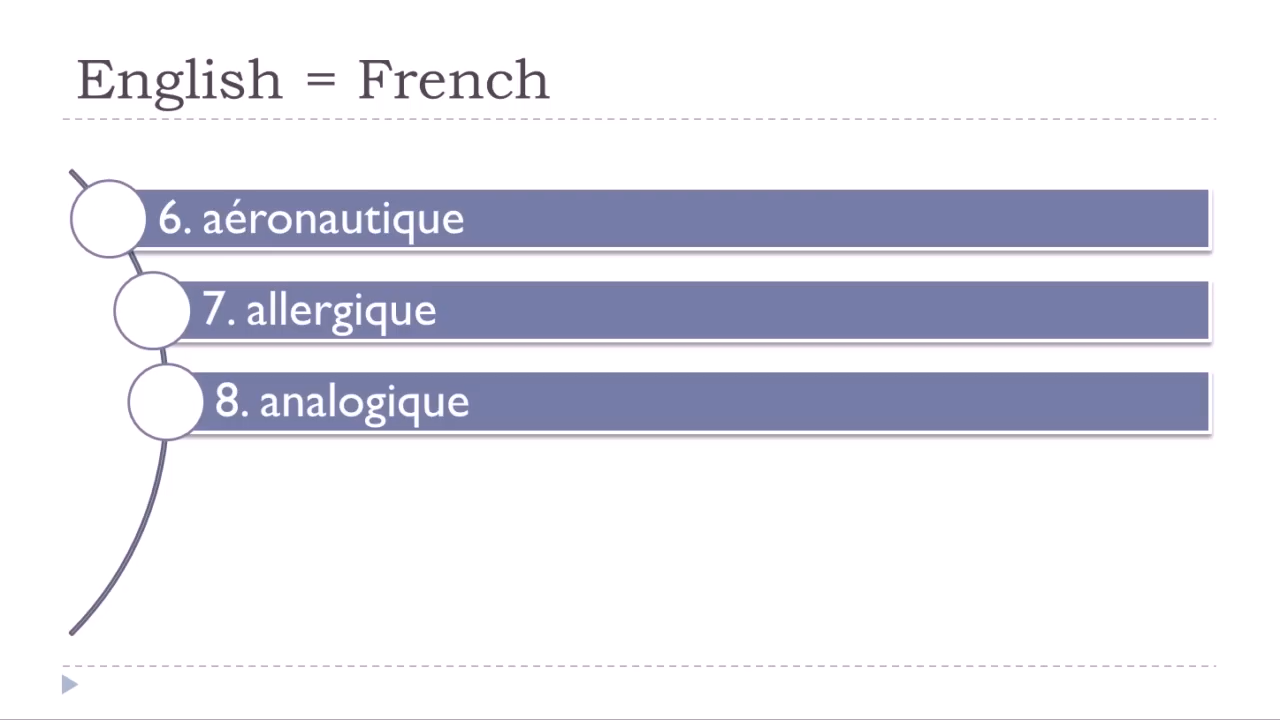 English = French
6. aéronautique
7. allergique
8. analogique